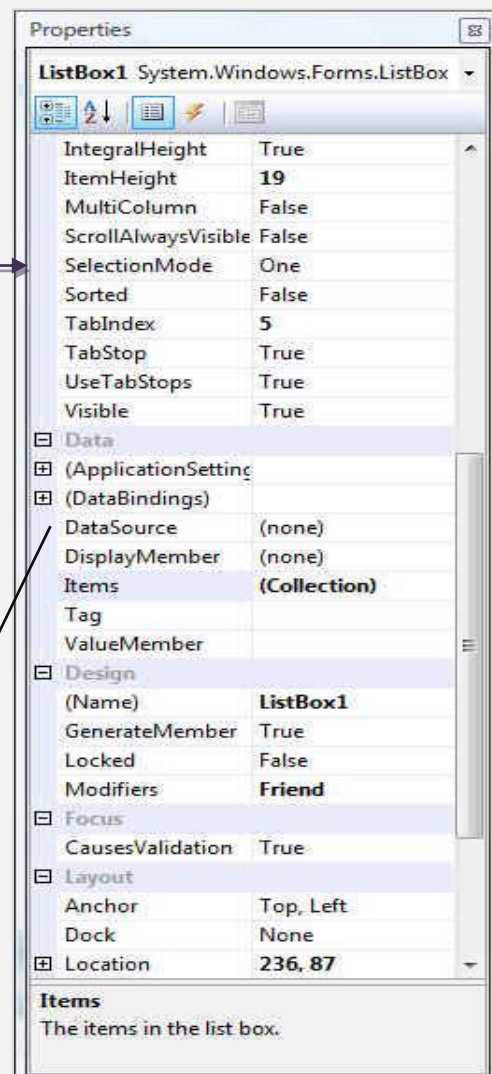 Properties
ListBox1 System.Windows.Forms.ListBox
IntegralHeight True
ItemHeight 19
MultiColumn False
ScrollAlwaysVisible False
SelectionMode One
Sorted False
TabIndex 5
TabStop True
UseTabStops True
Visible True
Data
(ApplicationSetting
(DataBindings)
DataSource (none)
DisplayMember (none)
Items (Collection)
Tag
ValueMember
Design
(Name) ListBox1
GenerateMember True
Locked False
Modifiers Friend
Focus
CausesValidation True
Layout
Anchor Top, Left
Dock None
Location 236, 87
Items
The items in the list box.